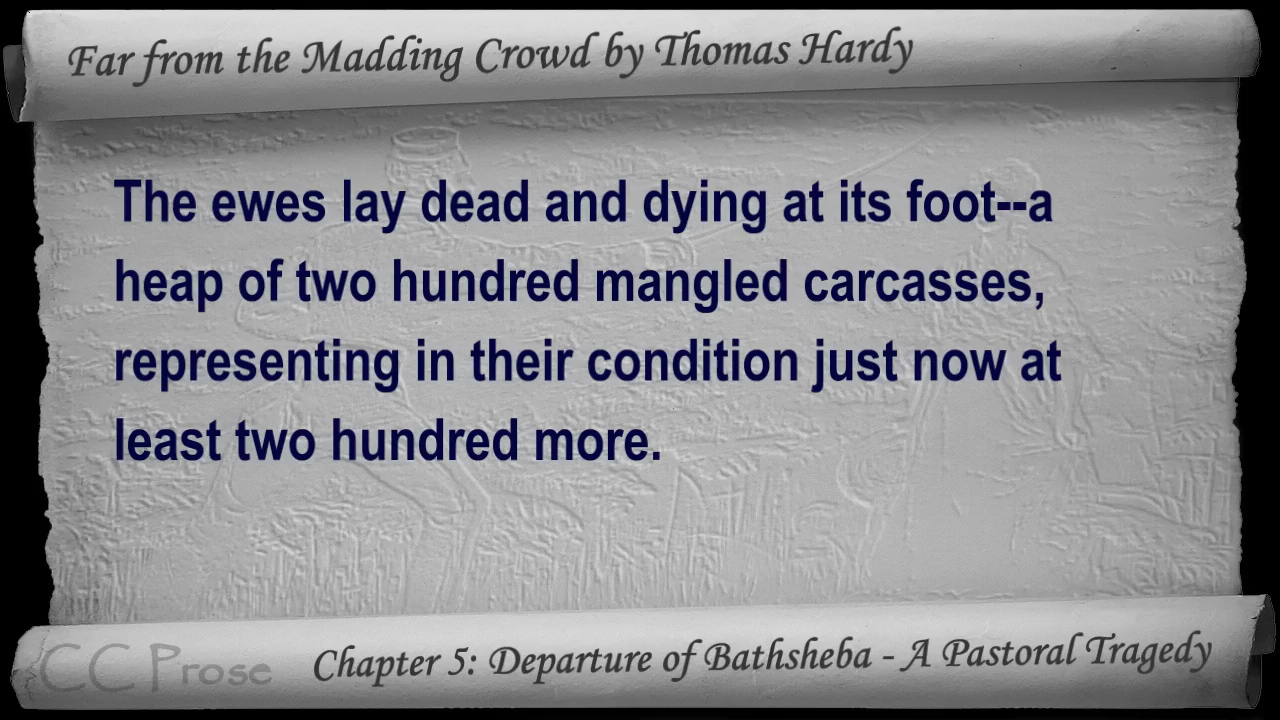 Far from the Madding Crowd by Thomas Hardy
The ewes lay dead and dying at its foot--a
heap of two hundred mangled carcasses,
representing in their condition just now at
least two hundred more.
CC Prose
Chapter 5: Departure of Bathsheba - A Pastoral Tragedy